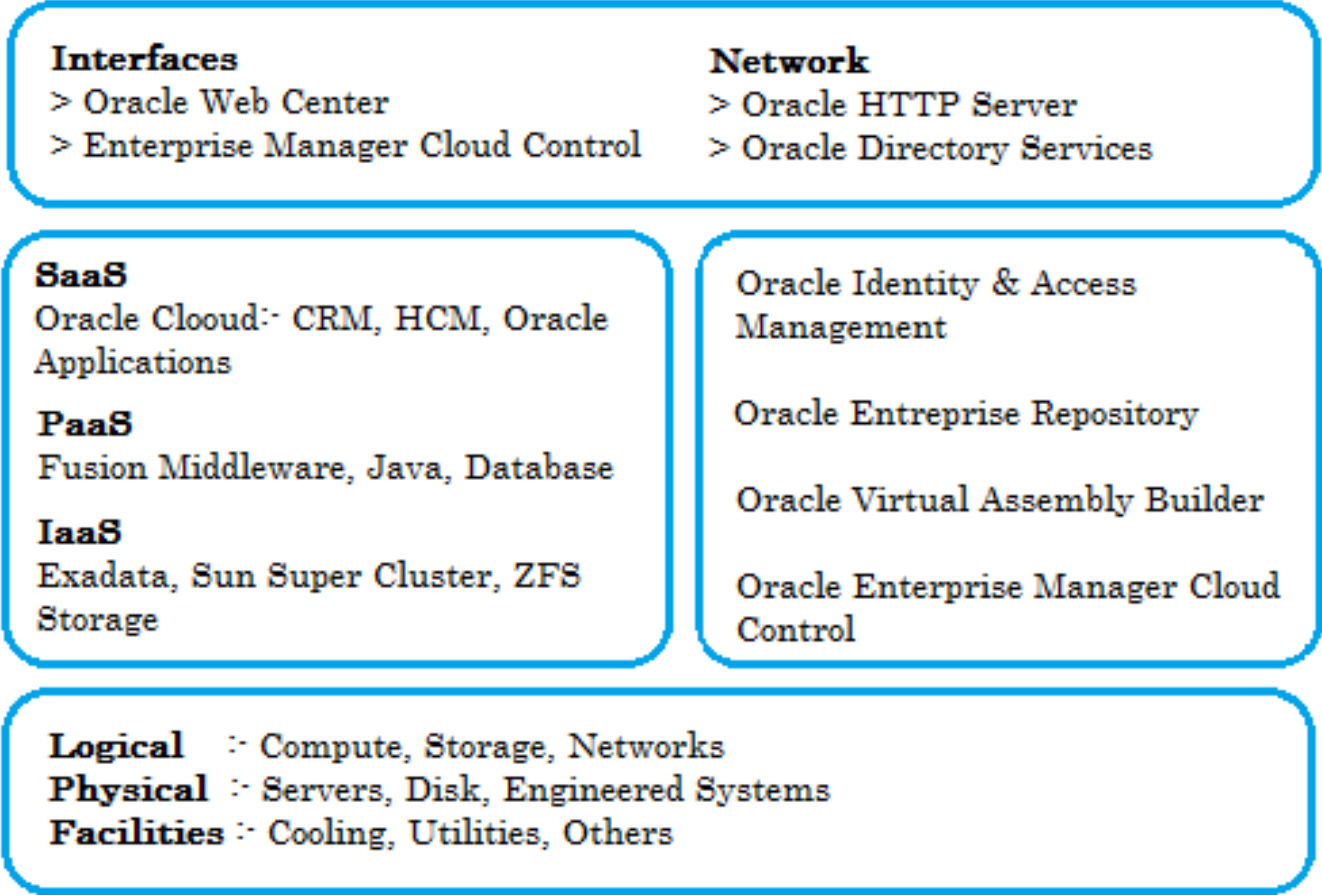 Interfaces
> Oracle Web Center
> Enterprise Manager Cloud Control
Network
> Oracle HTTP Server
> Oracle Directory Services
SaaS
Oracle Clooud:- CRM, HCM, Oracle
Applications
PaaS
Fusion Middleware, Java, Database
IaaS
Exadata, Sun Super Cluster, ZFS
Storage
Oracle Identity & Access
Management
Oracle Entreprise Repository
Oracle Virtual Assembly Builder
Oracle Enterprise Manager Cloud
Control
Logical :- Compute, Storage, Networks
Physical :- Servers, Disk, Engineered Systems
Facilities :- Cooling, Utilities, Others